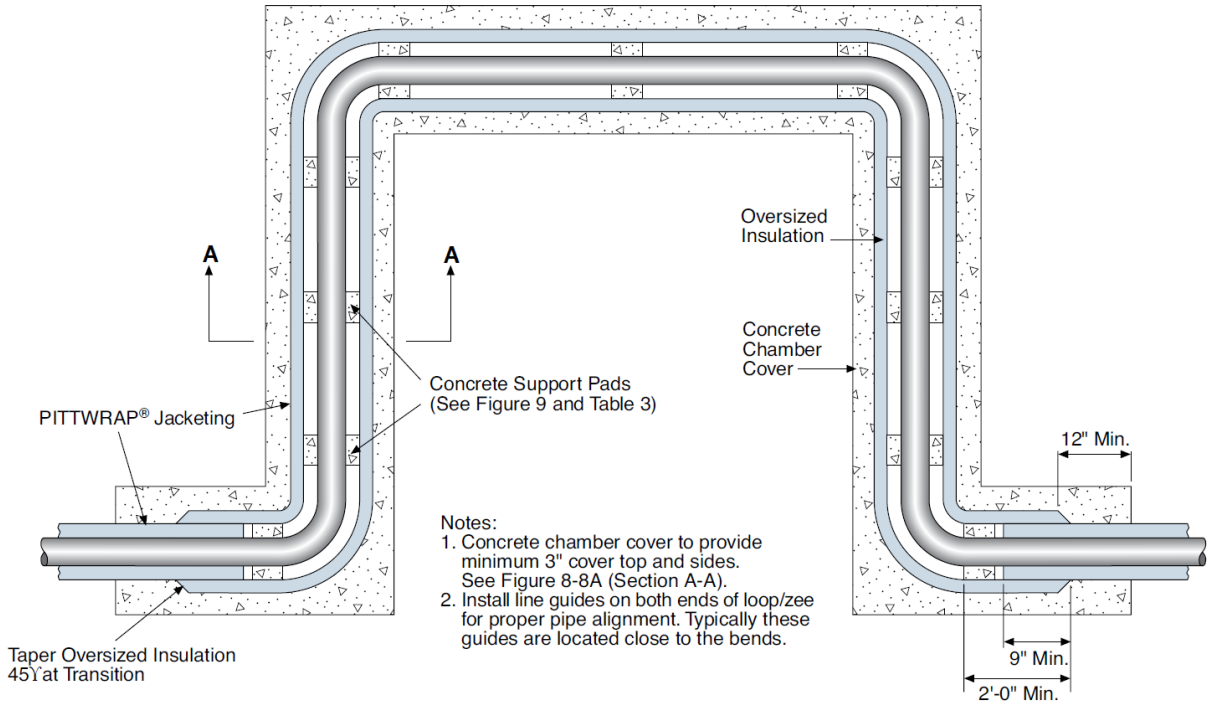 A
A
Oversized
Insulation
Concrete
Chamber
Cover
Concrete Support Pads
(See Figure 9 and Table 3)
PITTWRAP® Jacketing
12" Min.
Notes:
1. Concrete chamber cover to provide
minimum 3" cover top and sides.
See Figure 8-8A (Section A-A).
2. Install line guides on both ends of loop/zee
for proper pipe alignment. Typically these
guides are located close to the bends.
Taper Oversized Insulation
45ϒat Transition
9" Min.
2'-0" Min.